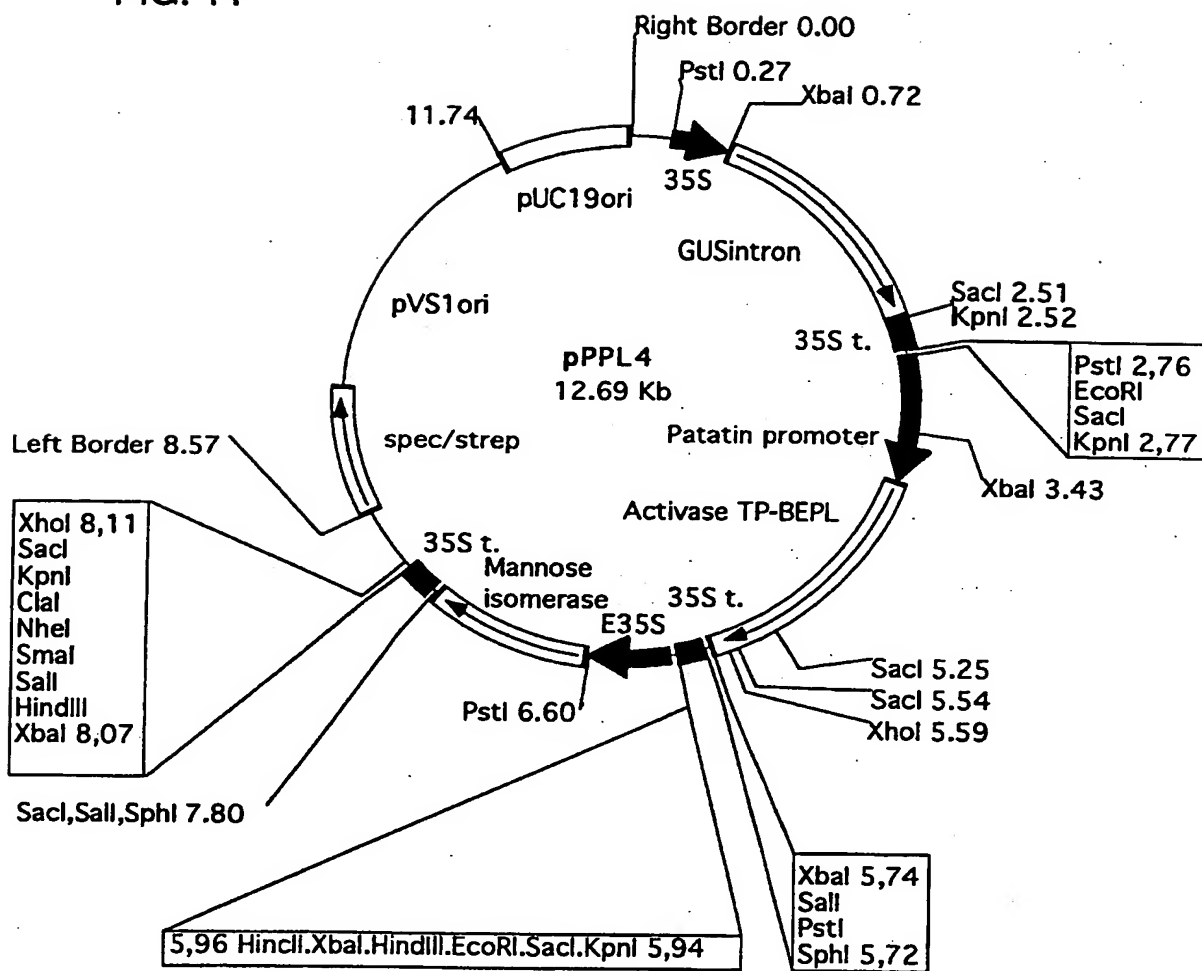 Right Border 0.00
PstI 0.27
XbaI 0.72
11.74
35S
pUC19ori
GUSintron
pVS1ori
SacI 2.51
KpnI 2.52
35S t.
pPPL4
12.69 Kb
PstI 2,76
EcoRI
SacI
KpnI 2,77
Patatin promoter
spec/strep
Left Border 8.57
XbaI 3.43
Activase TP-BEPL
XhoI 8,11
SacI
KpnI
ClaI
NheI
SmaI
SalI
HindIII
XbaI 8,07
35S t.
Mannose
isomerase
35S t.
E35S
SacI 5.25
SacI 5.54
XhoI 5.59
PstI 6.60
SacI,SalI,SphI 7.80
XbaI 5,74
SalI
PstI
SphI 5,72
5,96 HincII.XbaI.HindIII.EcoRI.SacI.KpnI 5,94